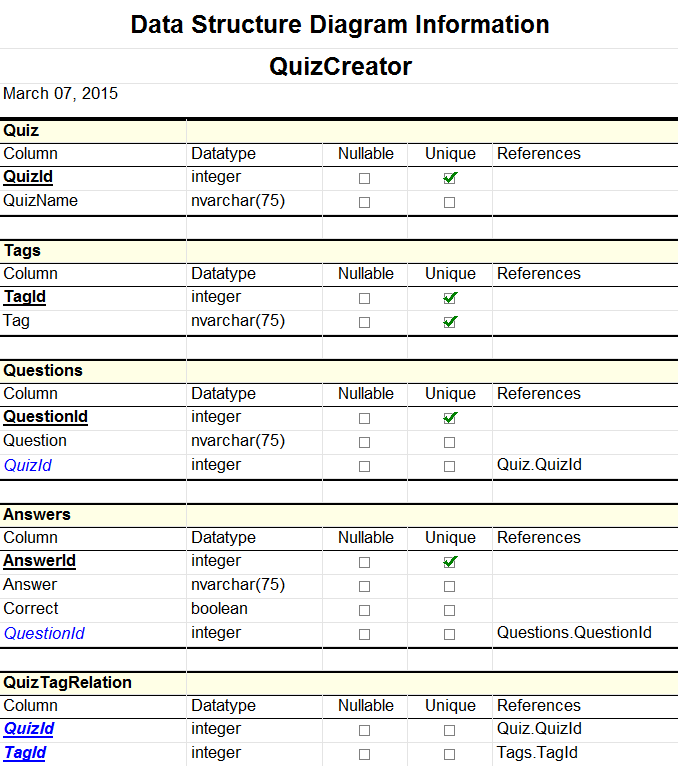 Data Structure Diagram Information
QuizCreator
March 07, 2015
Quiz
Column Datatype Nullable Unique References
QuizId integer
QuizName nvarchar(75)
Tags
Column Datatype Nullable Unique References
TagId integer
Tag nvarchar(75)
Questions
Column Datatype Nullable Unique References
QuestionId integer
Question nvarchar(75)
QuizId integer Quiz.QuizId
Answers
Column Datatype Nullable Unique References
AnswerId integer
Answer nvarchar(75)
Correct boolean
QuestionId integer Questions.QuestionId
QuizTagRelation
Column Datatype Nullable Unique References
QuizId integer Quiz.QuizId
TagId integer Tags.TagId